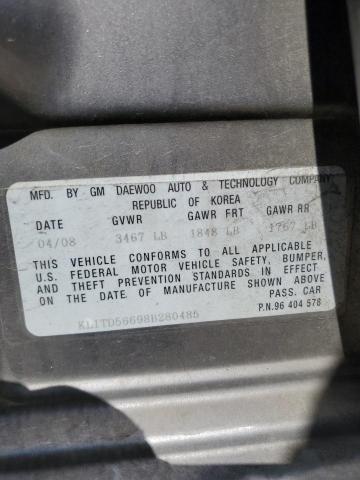 MFD. BY GM DAEWOO AUTO & TECHNOLOGY COMPANY
REPUBLIC OF KOREA
DATE GVWR GAWR FRT GAWR RR
04/08 3467 LB 1848 LB 1767 LB
THIS VEHICLE CONFORMS TO ALL APPLICABLE
U.S. FEDERAL MOTOR VEHICLE SAFETY, BUMPER,
AND THEFT PREVENTION STANDARDS IN EFFECT
ON THE DATE OF MANUFACTURE SHOWN ABOVE
PASS. CAR
P.N.96 404 578
KL1TD56698B280485